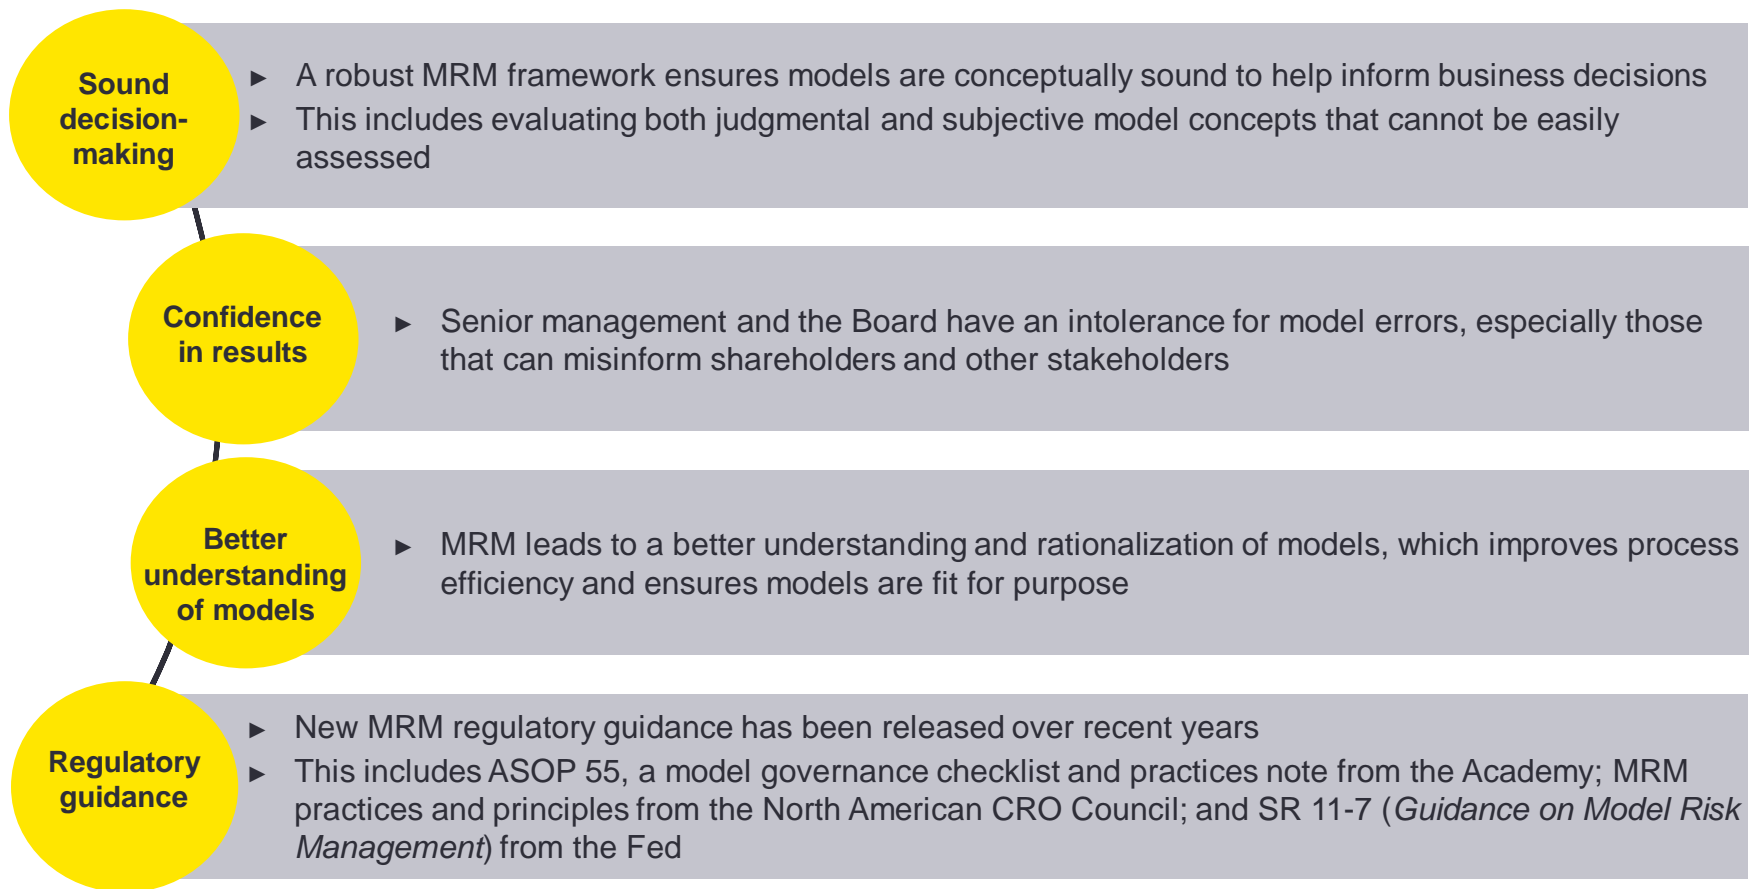 Sound
decision-
making
► A robust MRM framework ensures models are conceptually sound to help inform business decisions
► This includes evaluating both judgmental and subjective model concepts that cannot be easily
assessed
Confidence
in results
► Senior management and the Board have an intolerance for model errors, especially those
that can misinform shareholders and other stakeholders
Better
understanding
of models
► MRM leads to a better understanding and rationalization of models, which improves process
efficiency and ensures models are fit for purpose
Regulatory
guidance
► New MRM regulatory guidance has been released over recent years
► This includes ASOP 55, a model governance checklist and practices note from the Academy; MRM
practices and principles from the North American CRO Council; and SR 11-7 (Guidance on Model Risk
Management) from the Fed